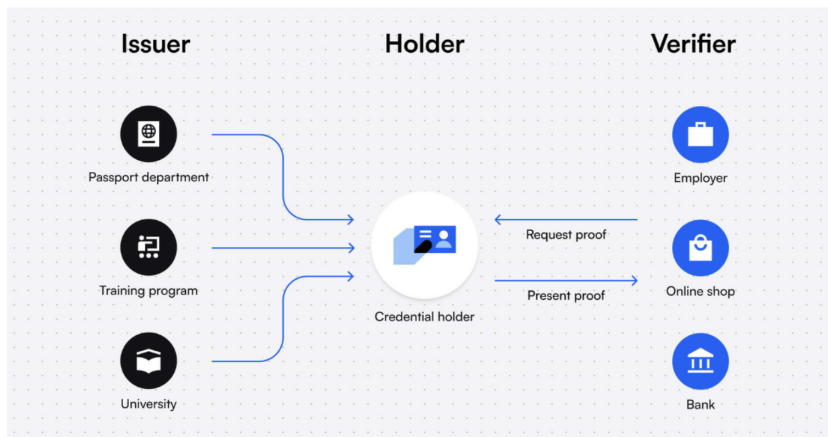 Issuer
Holder
Verifier
Passport department
Employer
Request proof
Training program
Online shop
Present proof
Credential holder
University
Bank